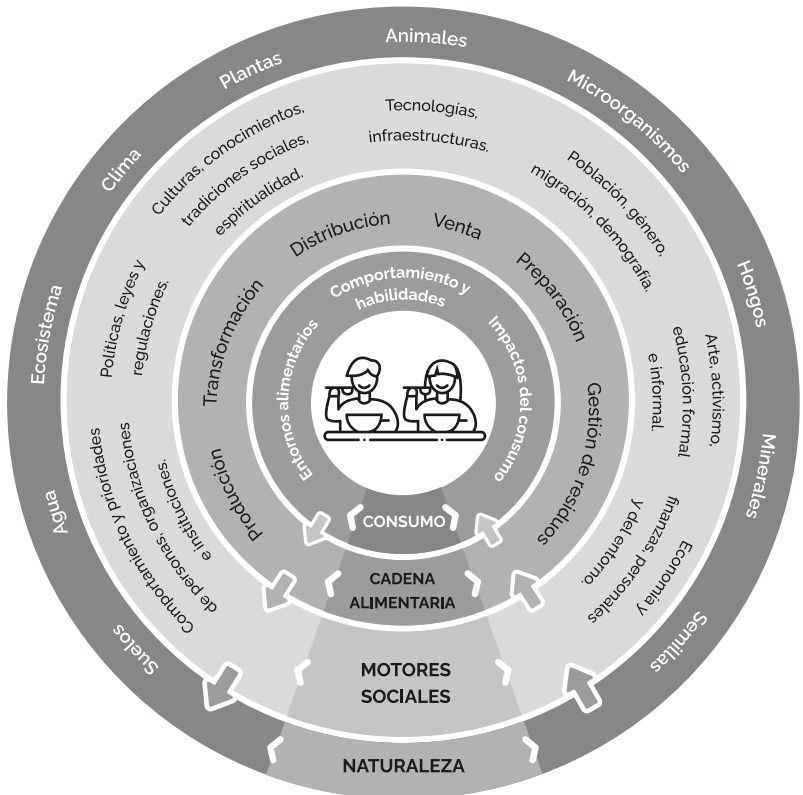 Animales
Plantas
Microorganismos
Clima
Hongos
Ecosistema
Minerales
Agua
Semillas
Suelos
Culturas, conocimientos,
tradiciones sociales,
espiritualidad.
Tecnologías,
infraestructuras.
Población, género,
migración, demografía.
Políticas, leyes y
regulaciones.
Arte, activismo,
educación formal
e informal.
Comportamiento y prioridades
de personas, organizaciones
e instituciones.
Economía y
finanzas, personales
y del entorno.
Producción
Transformación
Distribución
Venta
Preparación
Gestión de residuos
Entornos alimentarios
Comportamiento y
habilidades
Impactos del consumo
CONSUMO
CADENA
ALIMENTARIA
MOTORES
SOCIALES
NATURALEZA